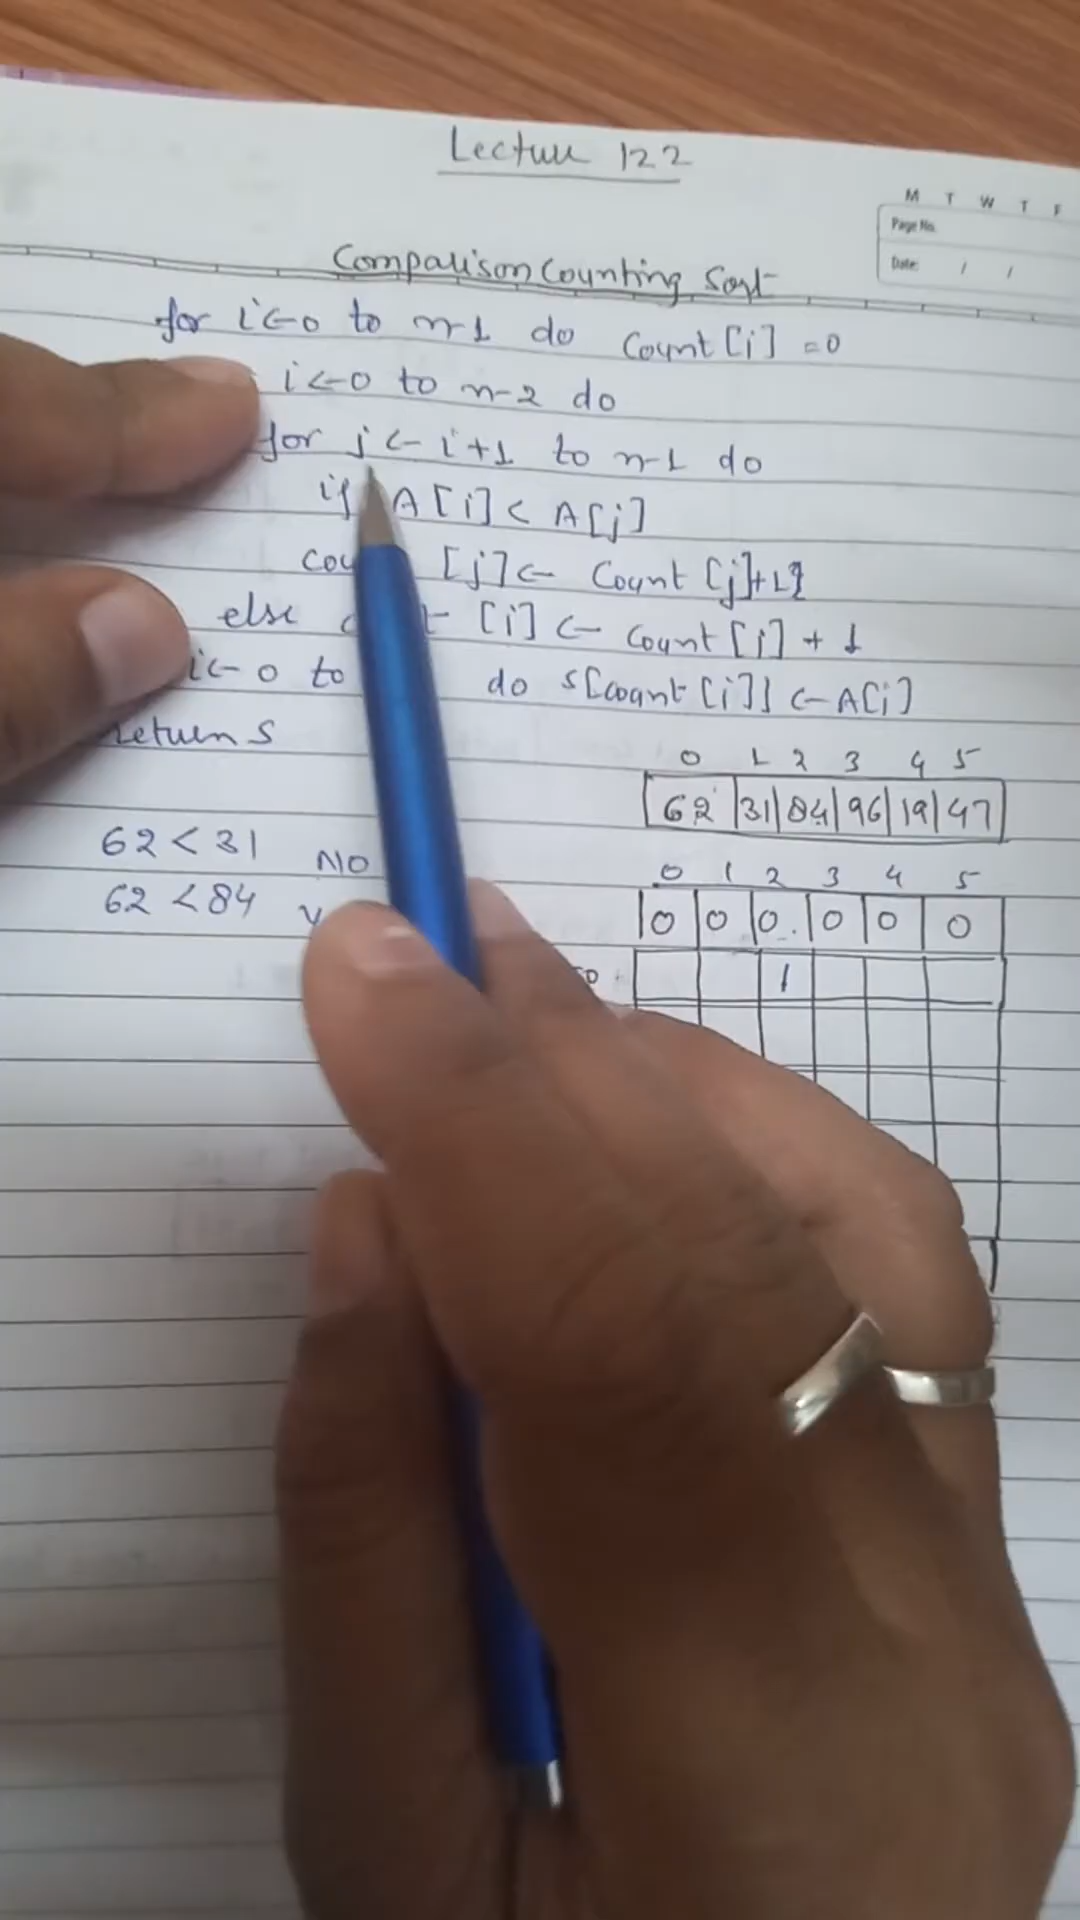 Lecture 122
M T W T F
Page No.
Date: / /
Comparison Counting Sort
for i<-0 to n-1 do Count[i] =0
i<-0 to n-2 do
for j<-i+1 to n-1 do
if A[i] < A[j]
[j]<- Count [j]+1}
else [i] <- Count[i] + 1
i<-0 to do S[Count[i]] <-A[i]
return S
0 1 2 3 4 5
62 |31| 84| 96| 19| 47
62 < 31 NO
0 1 2 3 4 5
62 < 84
0 0 0 0 0 0
1